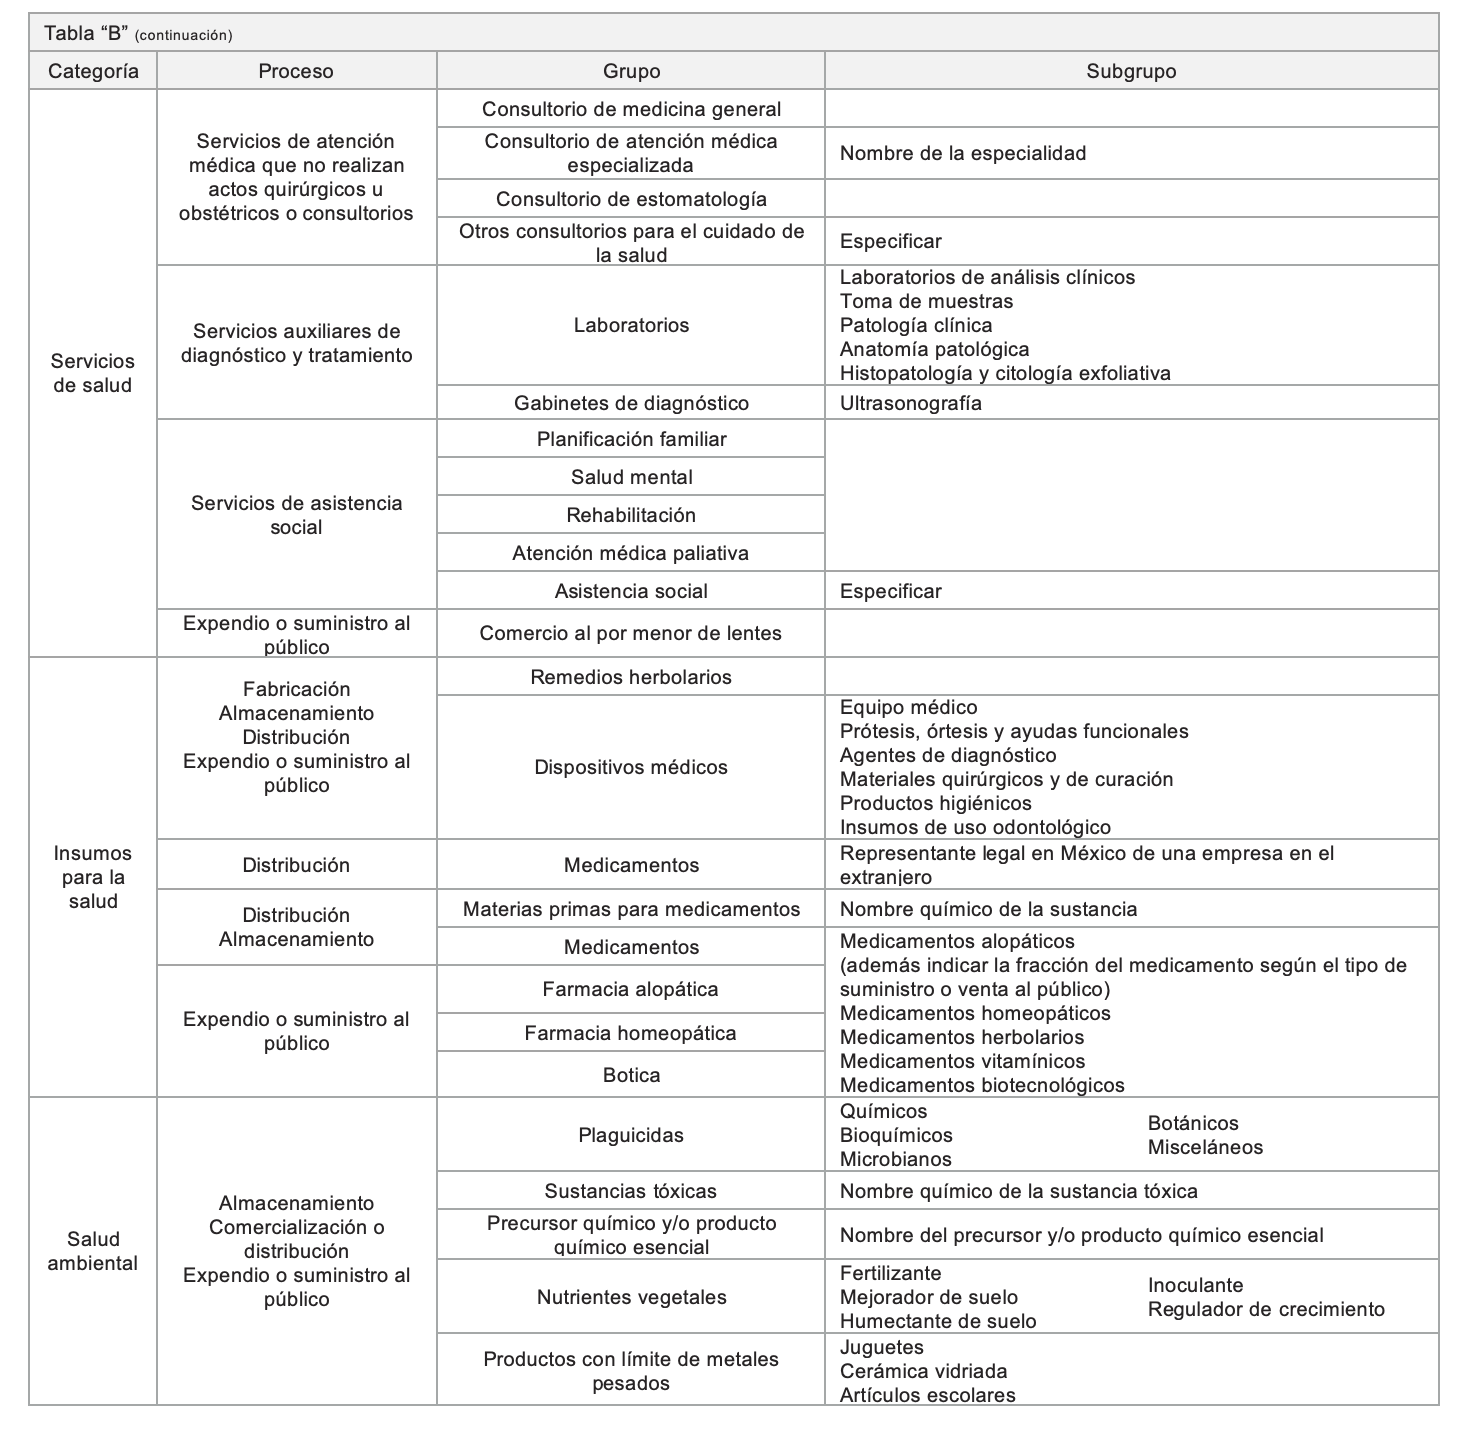 Tabla “B” (continuación)
Categoría
Proceso
Grupo
Subgrupo
Servicios
de salud
Servicios de atención
médica que no realizan
actos quirúrgicos u
obstétricos o consultorios
Consultorio de medicina general
Consultorio de atención médica
especializada
Nombre de la especialidad
Consultorio de estomatología
Otros consultorios para el cuidado de
la salud
Especificar
Servicios auxiliares de
diagnóstico y tratamiento
Laboratorios
Laboratorios de análisis clínicos
Toma de muestras
Patología clínica
Anatomía patológica
Histopatología y citología exfoliativa
Gabinetes de diagnóstico
Ultrasonografía
Servicios de asistencia
social
Planificación familiar
Salud mental
Rehabilitación
Atención médica paliativa
Asistencia social
Especificar
Expendio o suministro al
público
Comercio al por menor de lentes
Insumos
para la
salud
Fabricación
Almacenamiento
Distribución
Expendio o suministro al
público
Remedios herbolarios
Dispositivos médicos
Equipo médico
Prótesis, órtesis y ayudas funcionales
Agentes de diagnóstico
Materiales quirúrgicos y de curación
Productos higiénicos
Insumos de uso odontológico
Distribución
Medicamentos
Representante legal en México de una empresa en el
extranjero
Distribución
Almacenamiento
Materias primas para medicamentos
Nombre químico de la sustancia
Medicamentos
Medicamentos alopáticos
(además indicar la fracción del medicamento según el tipo de
suministro o venta al público)
Medicamentos homeopáticos
Medicamentos herbolarios
Medicamentos vitamínicos
Medicamentos biotecnológicos
Expendio o suministro al
público
Farmacia alopática
Farmacia homeopática
Botica
Salud
ambiental
Almacenamiento
Comercialización o
distribución
Expendio o suministro al
público
Plaguicidas
Químicos
Bioquímicos
Microbianos
Botánicos
Misceláneos
Sustancias tóxicas
Nombre químico de la sustancia tóxica
Precursor químico y/o producto
químico esencial
Nombre del precursor y/o producto químico esencial
Nutrientes vegetales
Fertilizante
Mejorador de suelo
Humectante de suelo
Inoculante
Regulador de crecimiento
Productos con límite de metales
pesados
Juguetes
Cerámica vidriada
Artículos escolares